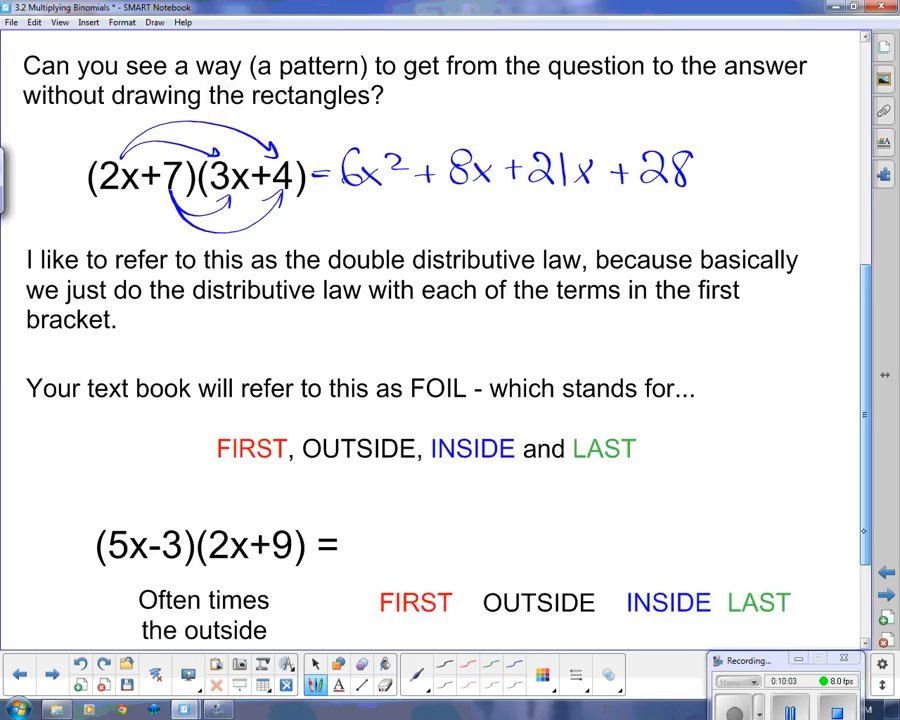 3.2 Multiplying Binomials * - SMART Notebook
File Edit View Insert Format Draw Help
Can you see a way (a pattern) to get from the question to the answer
without drawing the rectangles?
(2x+7)(3x+4) = 6x² + 8x + 21x + 28
I like to refer to this as the double distributive law, because basically
we just do the distributive law with each of the terms in the first
bracket.
Your text book will refer to this as FOIL - which stands for...
FIRST, OUTSIDE, INSIDE and LAST
(5x-3)(2x+9) =
Often times
the outside
FIRST OUTSIDE INSIDE LAST
Recording...
Menu 0:10:03 8.0 fps